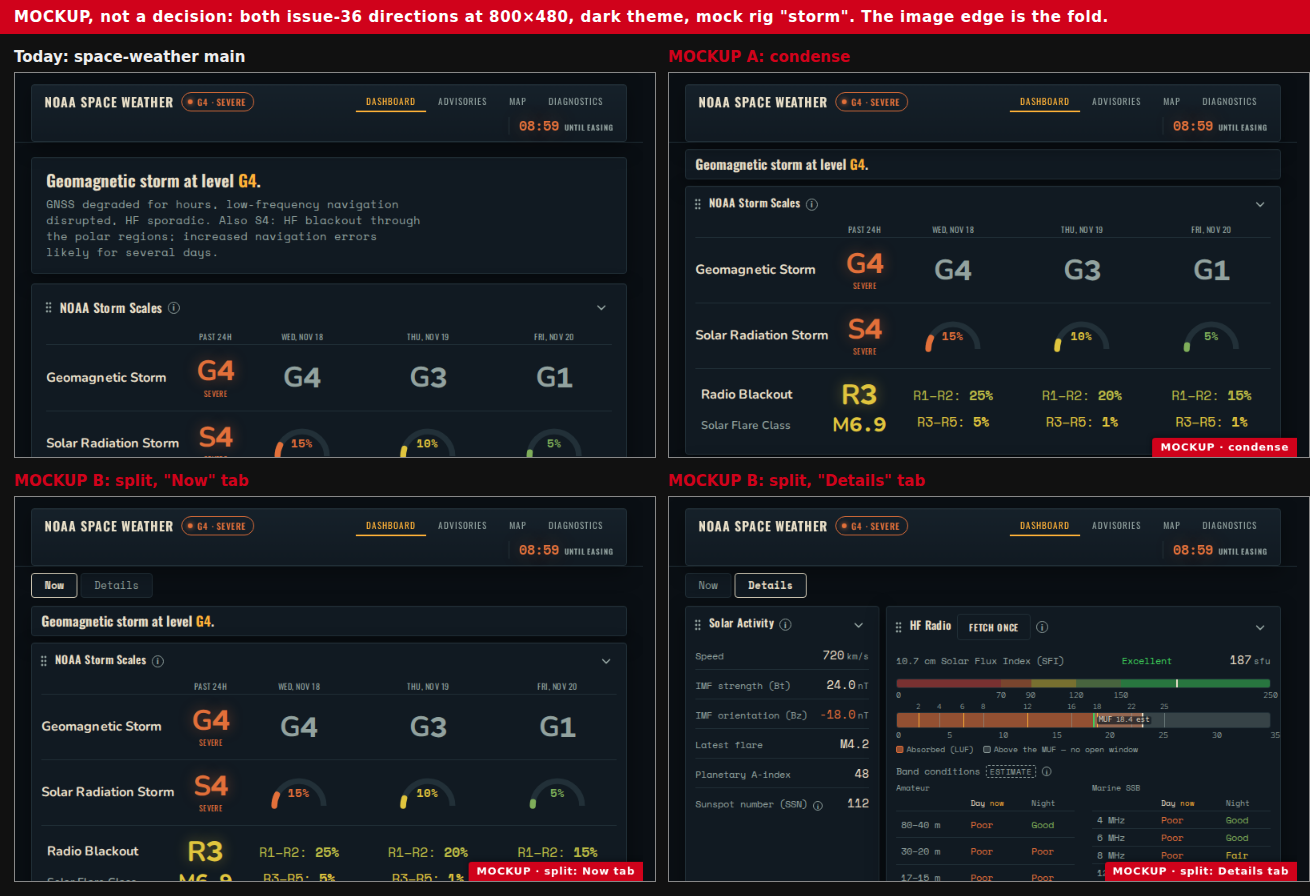 MOCKUP, not a decision: both issue-36 directions at 800×480, dark theme, mock rig "storm". The image edge is the fold.
Today: space-weather main
NOAA SPACE WEATHER G4 · SEVERE DASHBOARD ADVISORIES MAP DIAGNOSTICS
08:59 UNTIL EASING
Geomagnetic storm at level G4.
GNSS degraded for hours, low-frequency navigation
disrupted, HF sporadic. Also S4: HF blackout through
the polar regions; increased navigation errors
likely for several days.
NOAA Storm Scales
PAST 24H WED, NOV 18 THU, NOV 19 FRI, NOV 20
Geomagnetic Storm G4 G4 G3 G1
SEVERE
Solar Radiation Storm S4 15% 10% 5%
MOCKUP A: condense
NOAA SPACE WEATHER G4 · SEVERE DASHBOARD ADVISORIES MAP DIAGNOSTICS
08:59 UNTIL EASING
Geomagnetic storm at level G4.
NOAA Storm Scales
PAST 24H WED, NOV 18 THU, NOV 19 FRI, NOV 20
Geomagnetic Storm G4 G4 G3 G1
SEVERE
Solar Radiation Storm S4 15% 10% 5%
SEVERE
Radio Blackout R3 R1–R2: 25% R1–R2: 20% R1–R2: 15%
Solar Flare Class M6.9 R3–R5: 5% R3–R5: 1% R3–R5: 1%
MOCKUP · condense
MOCKUP B: split, "Now" tab
NOAA SPACE WEATHER G4 · SEVERE DASHBOARD ADVISORIES MAP DIAGNOSTICS
08:59 UNTIL EASING
Now Details
Geomagnetic storm at level G4.
NOAA Storm Scales
PAST 24H WED, NOV 18 THU, NOV 19 FRI, NOV 20
Geomagnetic Storm G4 G4 G3 G1
SEVERE
Solar Radiation Storm S4 15% 10% 5%
SEVERE
Radio Blackout R3 R1–R2: 25% R1–R2: 20% R1–R2: 15%
Solar Flare Class M6.9 R3–R5: 5% R3–R5: 1%
MOCKUP · split: Now tab
MOCKUP B: split, "Details" tab
NOAA SPACE WEATHER G4 · SEVERE DASHBOARD ADVISORIES MAP DIAGNOSTICS
08:59 UNTIL EASING
Now Details
Solar Activity
Speed 720 km/s
IMF strength (Bt) 24.0 nT
IMF orientation (Bz) -18.0 nT
Latest flare M4.2
Planetary A-index 48
Sunspot number (SSN) 112
HF Radio FETCH ONCE
10.7 cm Solar Flux Index (SFI) Excellent 187 sfu
0 70 90 120 150 250
2 4 6 8 12 16 18 22 25
MUF 18.4 est
0 5 10 15 20 25 30 35
Absorbed (LUF) Above the MUF — no open window
Band conditions ESTIMATE
Amateur
Day now Night
80–40 m Poor Good
30–20 m Poor Poor
17–15 m Poor Poor
Marine SSB
Day now Night
4 MHz Poor Good
6 MHz Poor Good
8 MHz Poor Fair
MOCKUP · split: Details tab